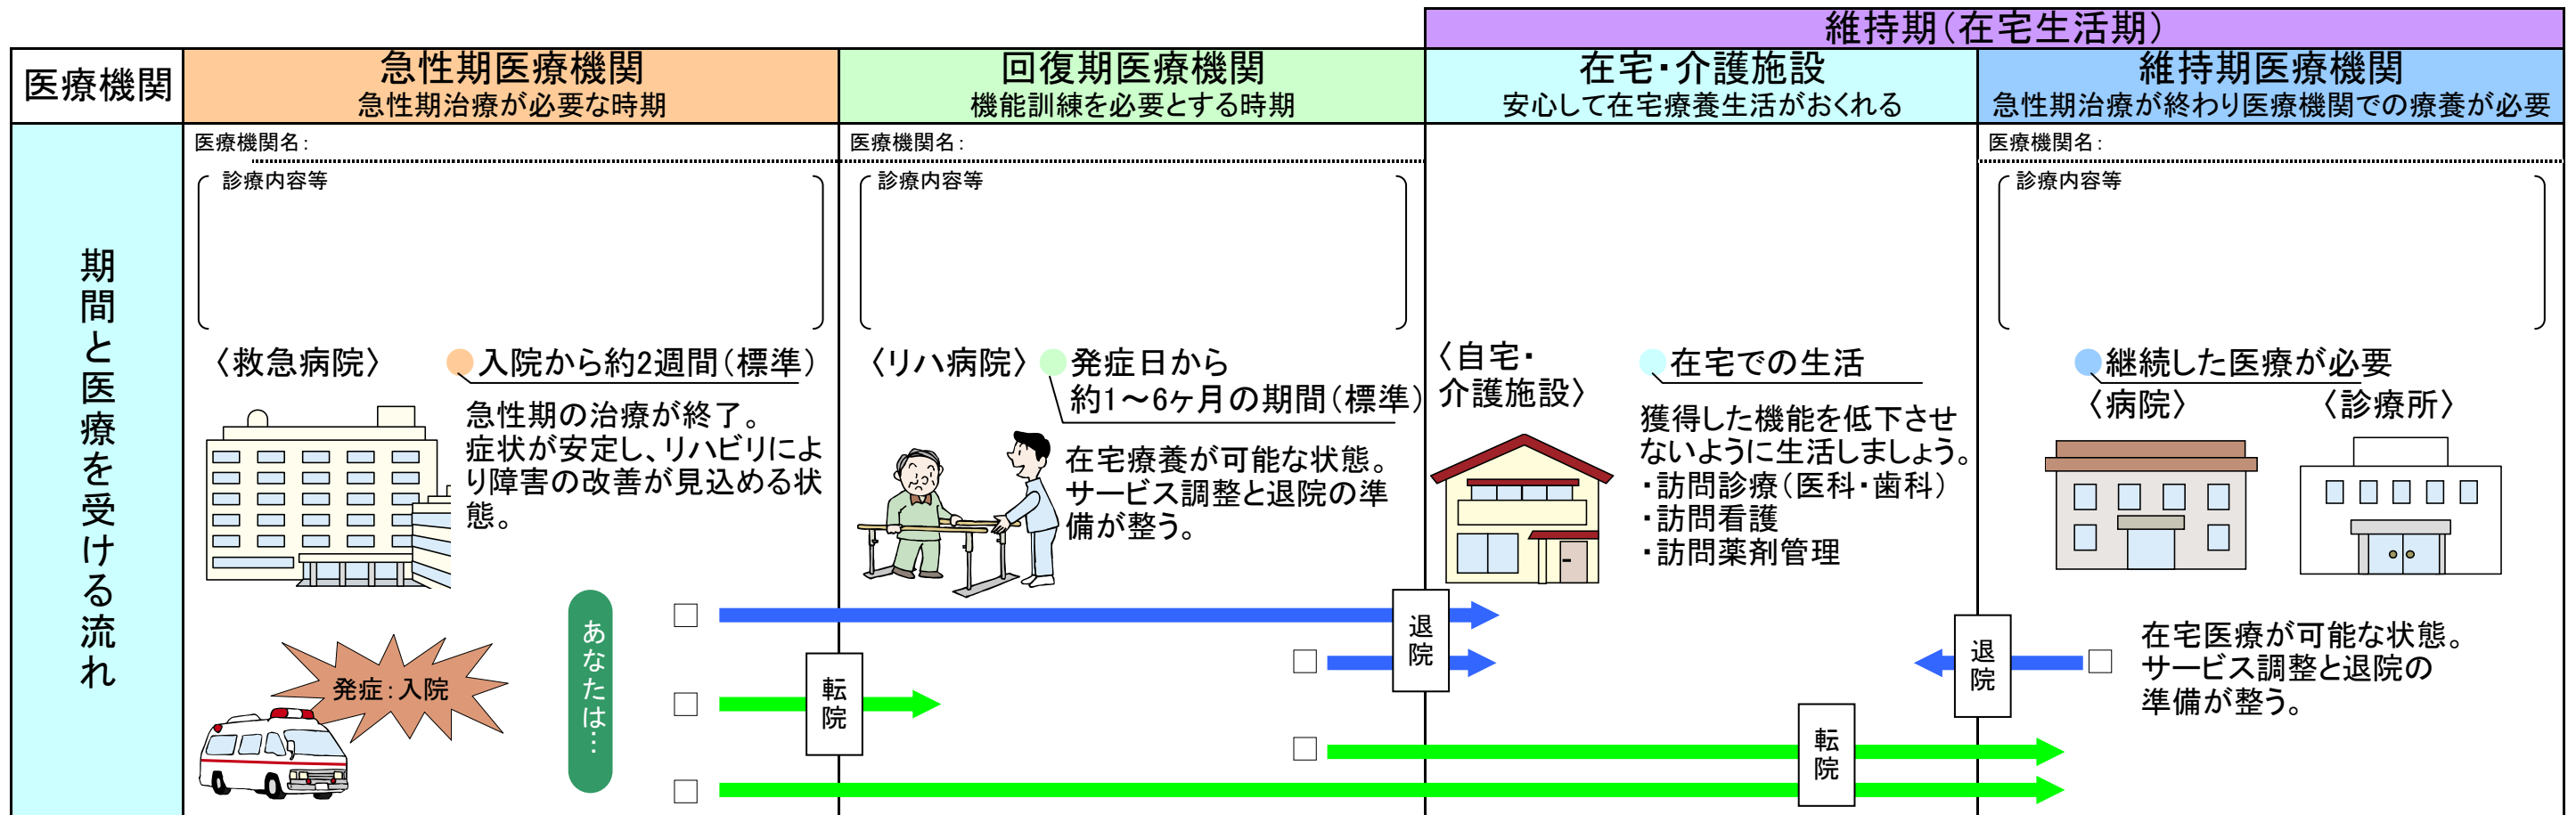 維持期（在宅生活期）
医療機関
急性期医療機関
急性期治療が必要な時期
回復期医療機関
機能訓練を必要とする時期
在宅・介護施設
安心して在宅療養生活がおくれる
維持期医療機関
急性期治療が終わり医療機関での療養が必要
期間と医療を受ける流れ
医療機関名：
診療内容等
〈救急病院〉
入院から約2週間（標準）
急性期の治療が終了。
症状が安定し、リハビリによ
り障害の改善が見込める状
態。
発症：入院
あなたは…
医療機関名：
診療内容等
〈リハ病院〉
発症日から
約1～6ヶ月の期間（標準）
在宅療養が可能な状態。
サービス調整と退院の準
備が整う。
転院
〈自宅・
介護施設〉
在宅での生活
獲得した機能を低下させ
ないように生活しましょう。
・訪問診療（医科・歯科）
・訪問看護
・訪問薬剤管理
退院
転院
医療機関名：
診療内容等
継続した医療が必要
〈病院〉
〈診療所〉
退院
在宅医療が可能な状態。
サービス調整と退院の
準備が整う。